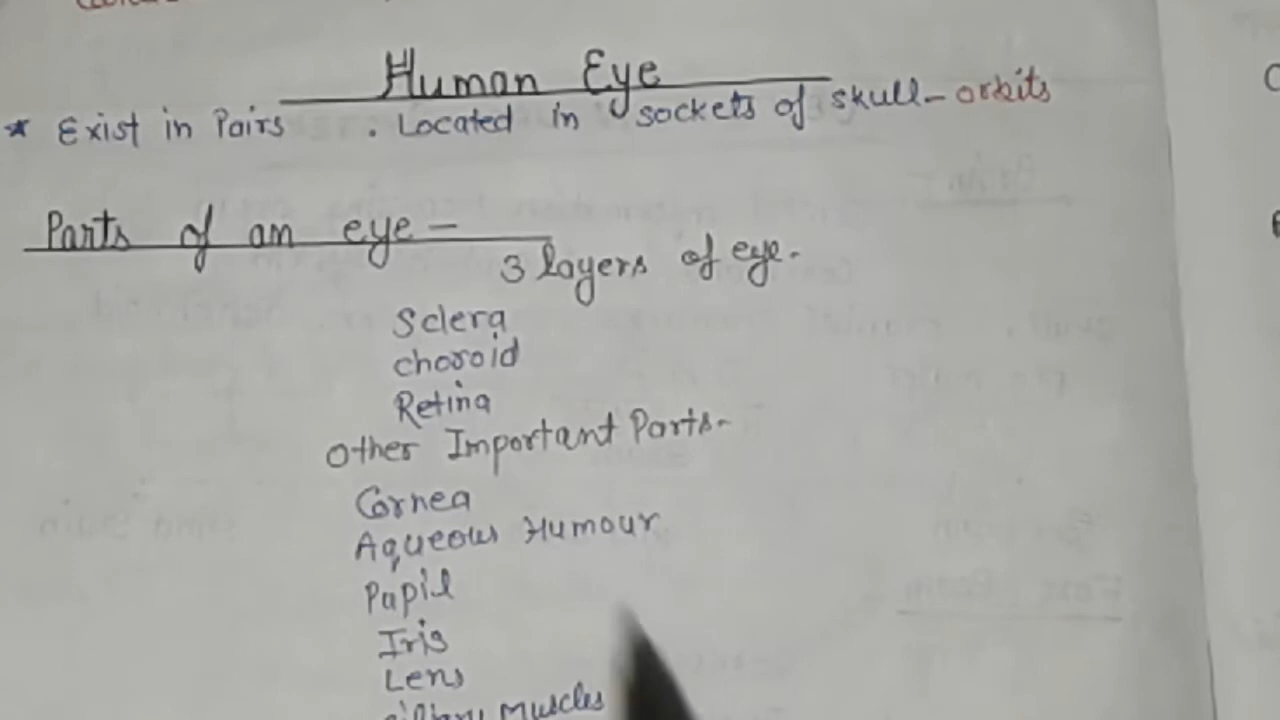 Human Eye
* Exist in Pairs . Located in sockets of skull - orbits
Parts of an eye -
3 layers of eye.
Sclera
choroid
Retina
Other Important Parts -
Cornea
Aqueous Humour
Pupil
Iris
Lens
Muscles